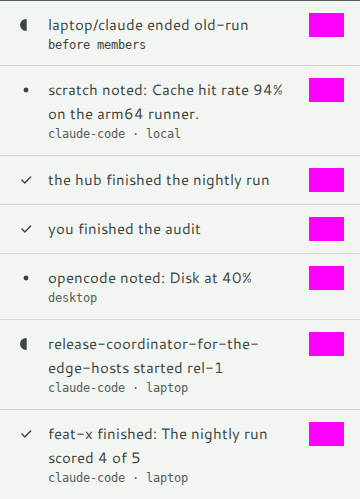 laptop/claude ended old-run
before members
scratch noted: Cache hit rate 94%
on the arm64 runner.
claude-code · local
the hub finished the nightly run
you finished the audit
opencode noted: Disk at 40%
desktop
release-coordinator-for-the-
edge-hosts started rel-1
claude-code · laptop
feat-x finished: The nightly run
scored 4 of 5
claude-code · laptop